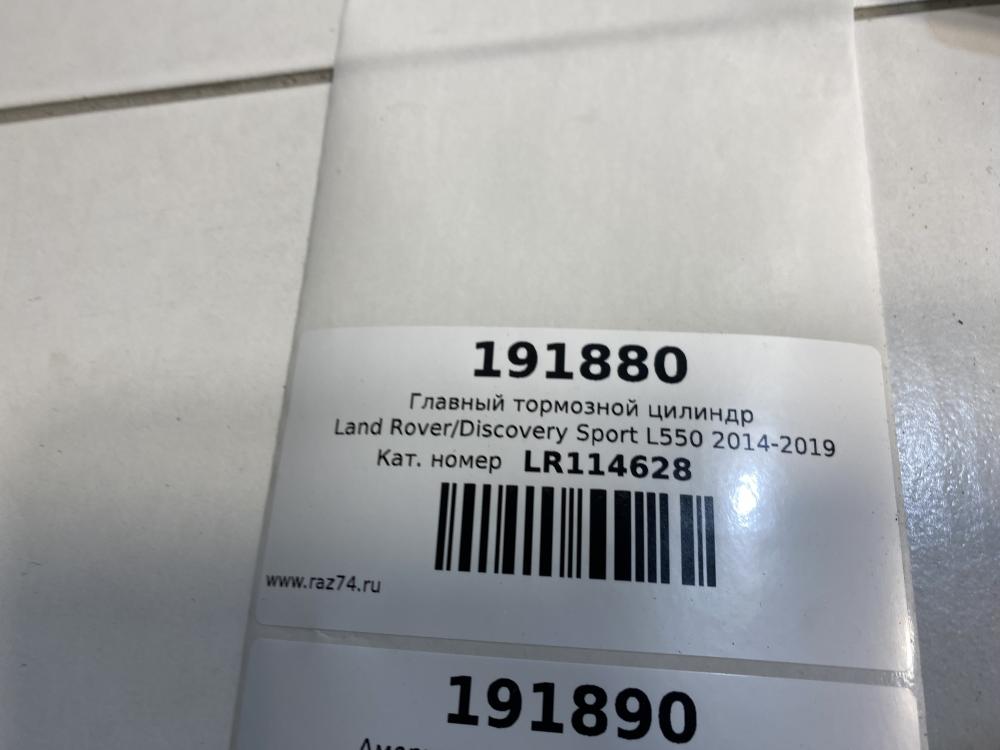 191880
Главный тормозной цилиндр
Land Rover/Discovery Sport L550 2014-2019
Кат. номер LR114628
www.raz74.ru
191890